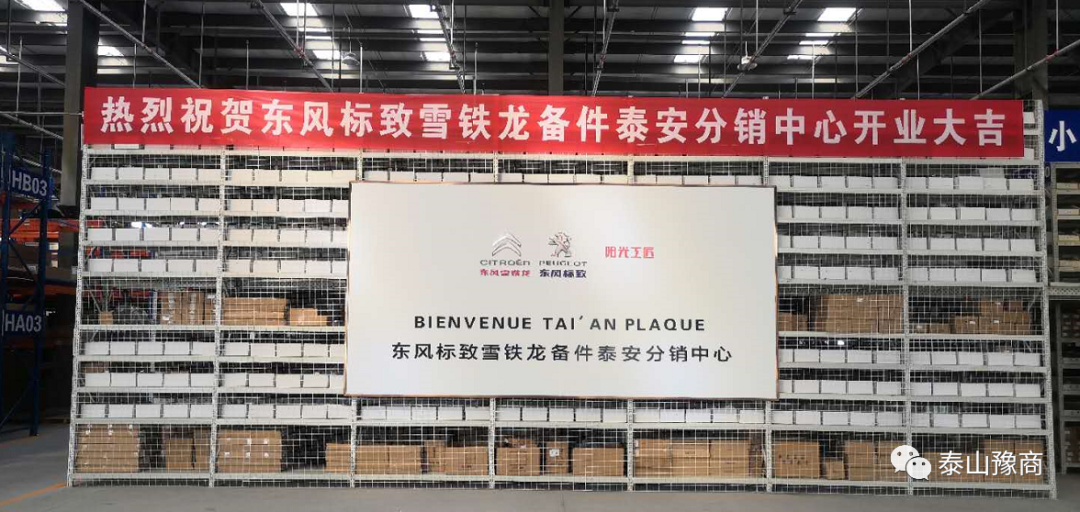 热烈祝贺东风标致雪铁龙备件泰安分销中心开业大吉
小
HB03
HA03
CITROËN PEUGEOT 阳光工匠
东风雪铁龙 东风标致
BIENVENUE TAI'AN PLAQUE
东风标致雪铁龙备件泰安分销中心
泰山豫商